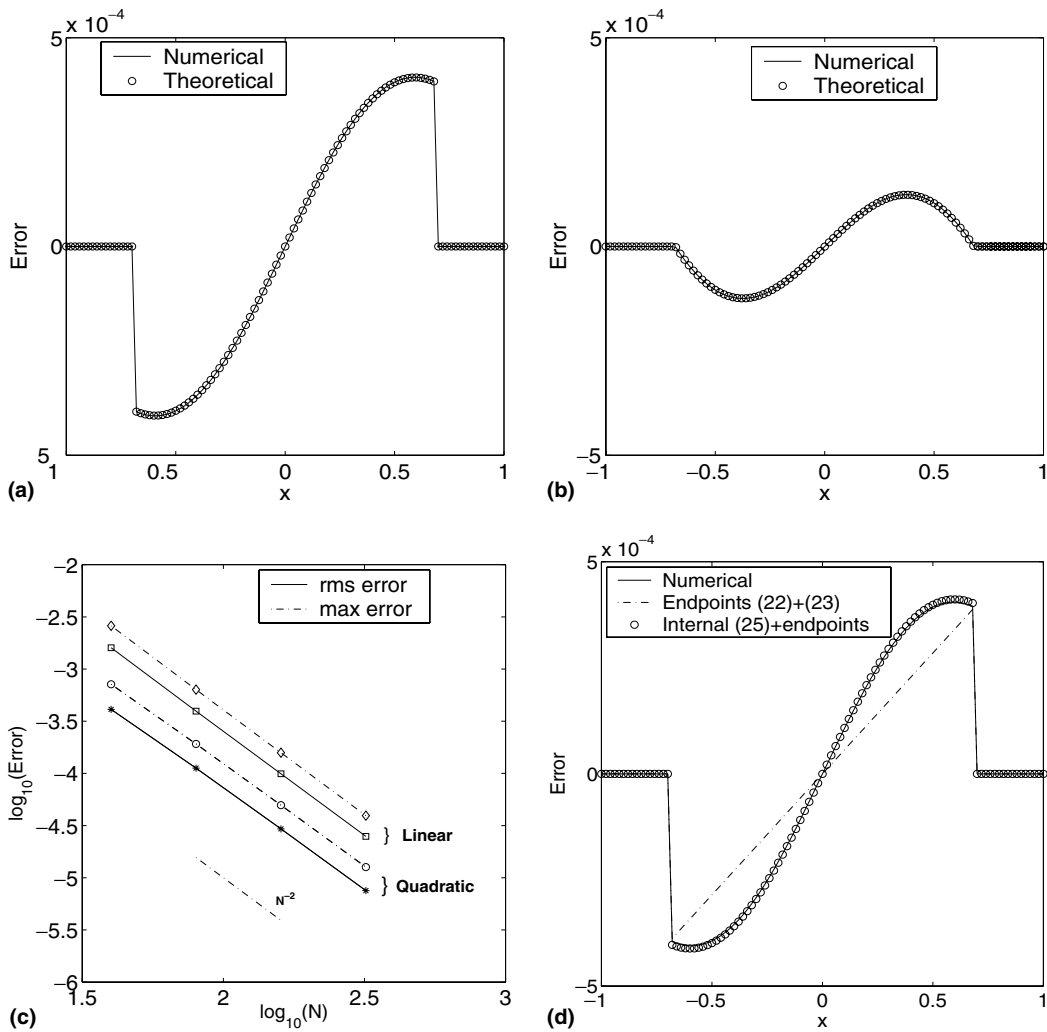 x 10⁻⁴
5
Numerical
Theoretical
Error
0
5
1
0.5
0
0.5
1
x
(a)
5
x 10⁻⁴
Numerical
Theoretical
Error
0
−5
−1
−0.5
0
0.5
1
x
(b)
−2
rms error
max error
−2.5
−3
−3.5
log₁₀(Error)
−4
−4.5
} Linear
−5
} Quadratic
N⁻²
−5.5
−6
1.5
2
2.5
3
log₁₀(N)
(c)
x 10⁻⁴
5
Numerical
Endpoints (22)+(23)
Internal (25)+endpoints
Error
0
−5
−1
−0.5
0
0.5
1
x
(d)